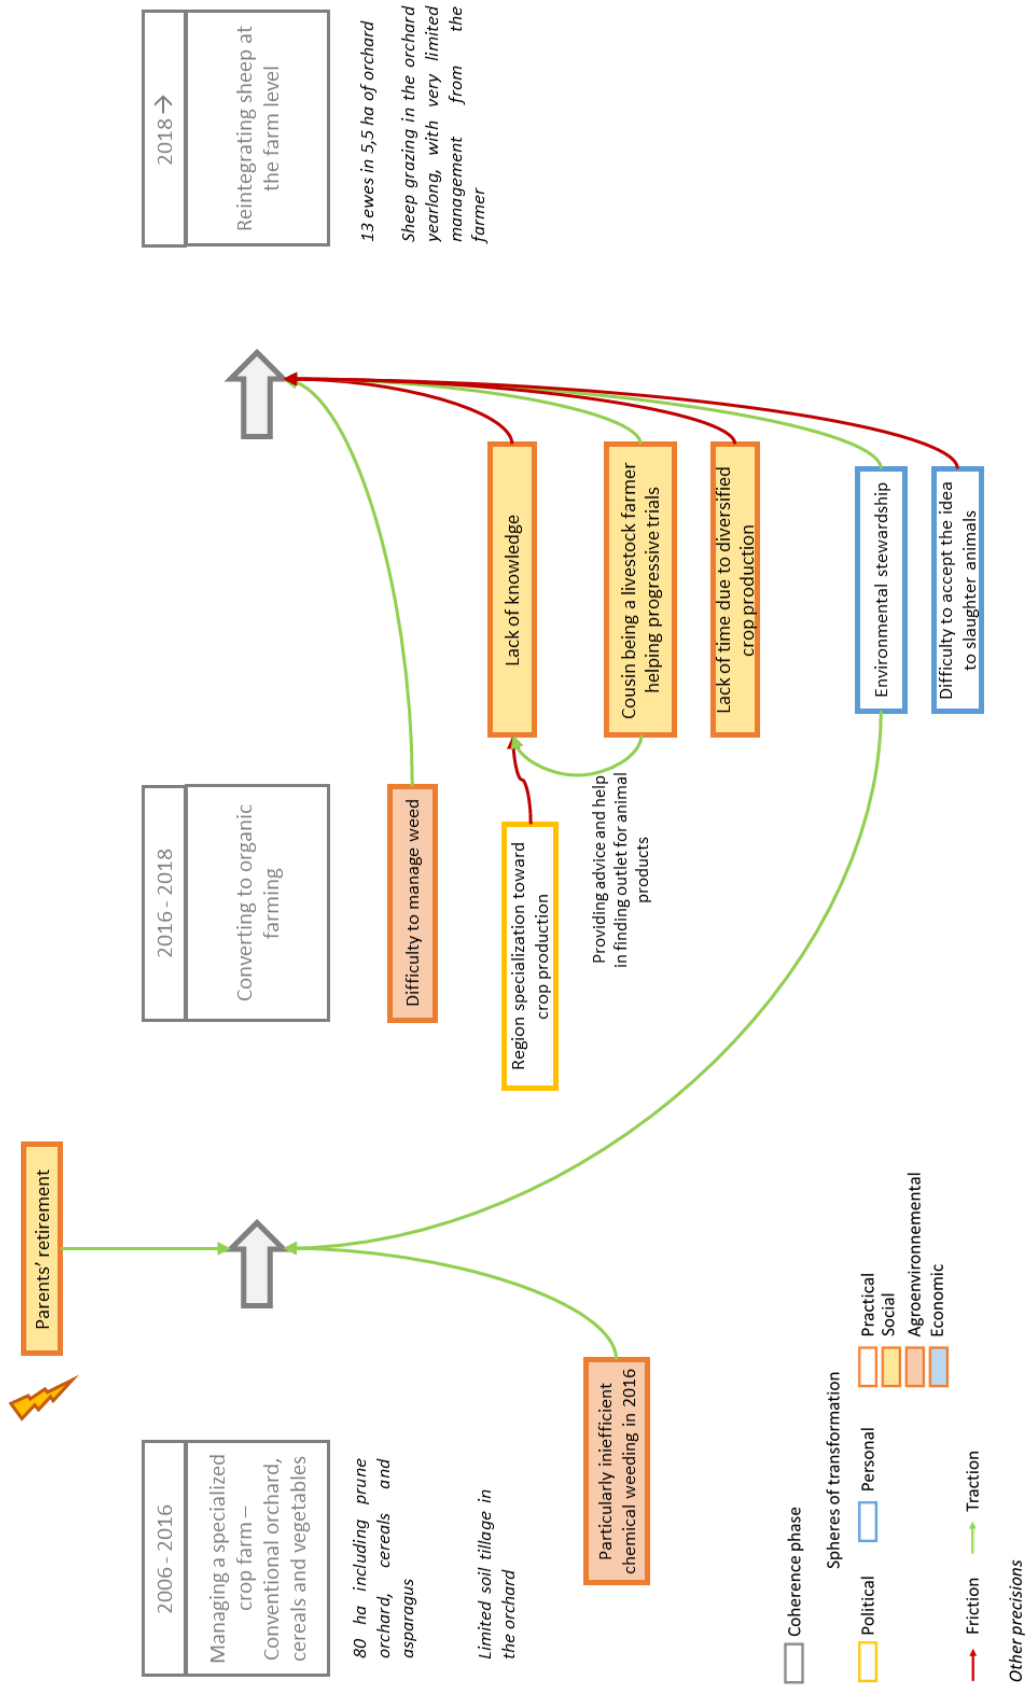 Parents’ retirement
2006 - 2016
Managing a specialized
crop farm –
Conventional orchard,
cereals and vegetables
80 ha including prune
orchard, cereals and
asparagus
Limited soil tillage in
the orchard
Particularly iniefficient
chemical weeding in 2016
2016 - 2018
Converting to organic
farming
Difficulty to manage weed
Region specialization toward
crop production
Providing advice and help
in finding outlet for animal
products
Lack of knowledge
Cousin being a livestock farmer
helping progressive trials
Lack of time due to diversified
crop production
Environmental stewardship
Difficulty to accept the idea
to slaughter animals
2018 →
Reintegrating sheep at
the farm level
13 ewes in 5,5 ha of orchard
Sheep grazing in the orchard
yearlong, with very limited
management from the
farmer
Coherence phase
Spheres of transformation
Political
Personal
Practical
Social
Agroenvironnemental
Economic
Friction
Traction
Other precisions